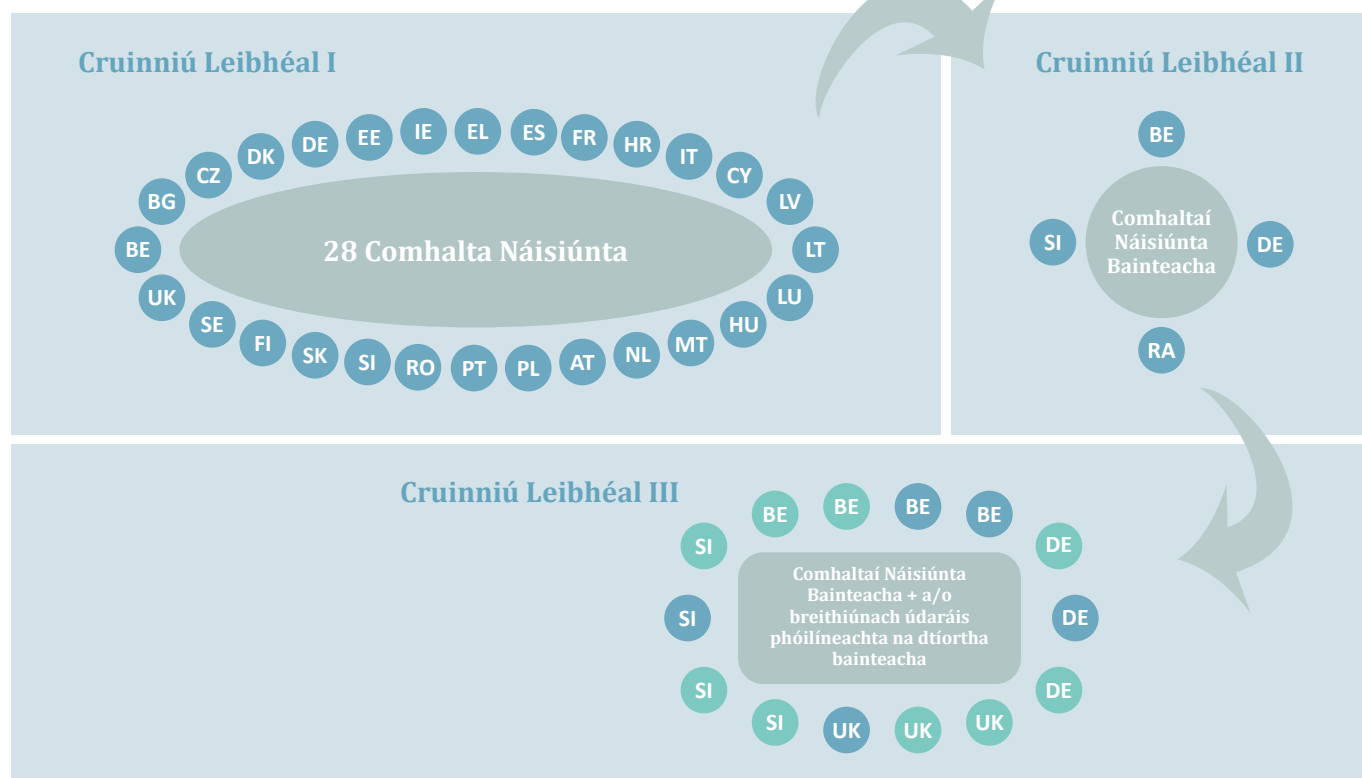 Cruinniú Leibhéal I
BE
BG
CZ
DK
DE
EE
IE
EL
ES
FR
HR
IT
CY
LV
LT
LU
HU
MT
NL
AT
PL
PT
RO
SI
SK
FI
SE
UK
28 Comhalta Náisiúnta
Cruinniú Leibhéal II
BE
SI
Comhaltaí
Náisiúnta
Bainteacha
DE
RA
Cruinniú Leibhéal III
BE
BE
BE
BE
DE
DE
DE
UK
UK
UK
SI
SI
SI
SI
Comhaltaí Náisiúnta
Bainteacha + a/o
breithiúnach údaráis
phóilíneachta na dtíortha
bainteacha